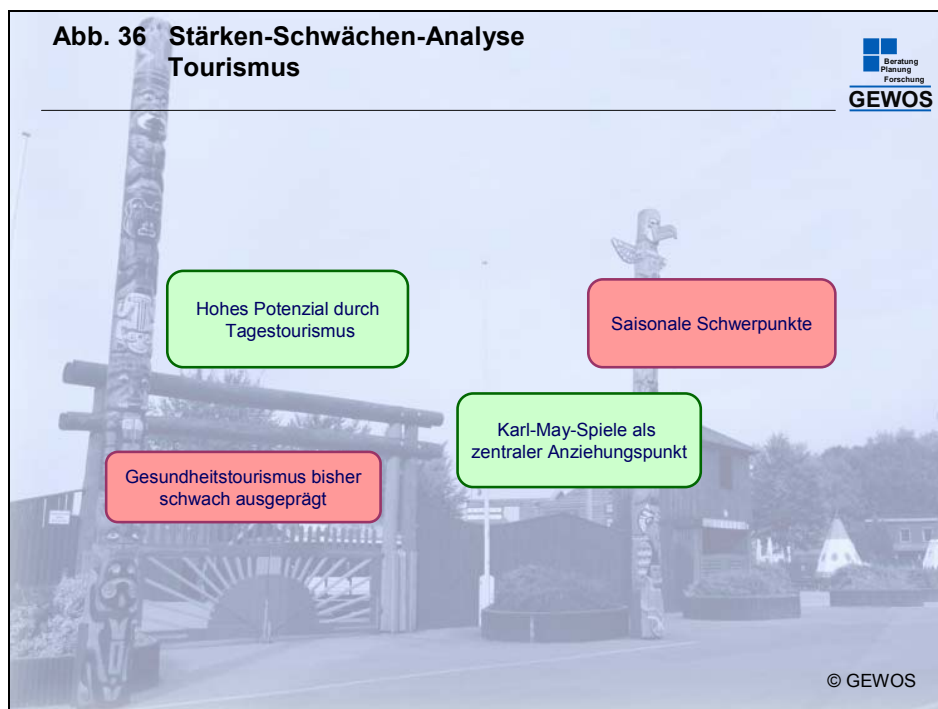 Abb. 36 Stärken-Schwächen-Analyse
Tourismus
Beratung
Planung
Forschung
GEWOS
Hohes Potenzial durch
Tagestourismus
Saisonale Schwerpunkte
Karl-May-Spiele als
zentraler Anziehungspunkt
Gesundheitstourismus bisher
schwach ausgeprägt
© GEWOS